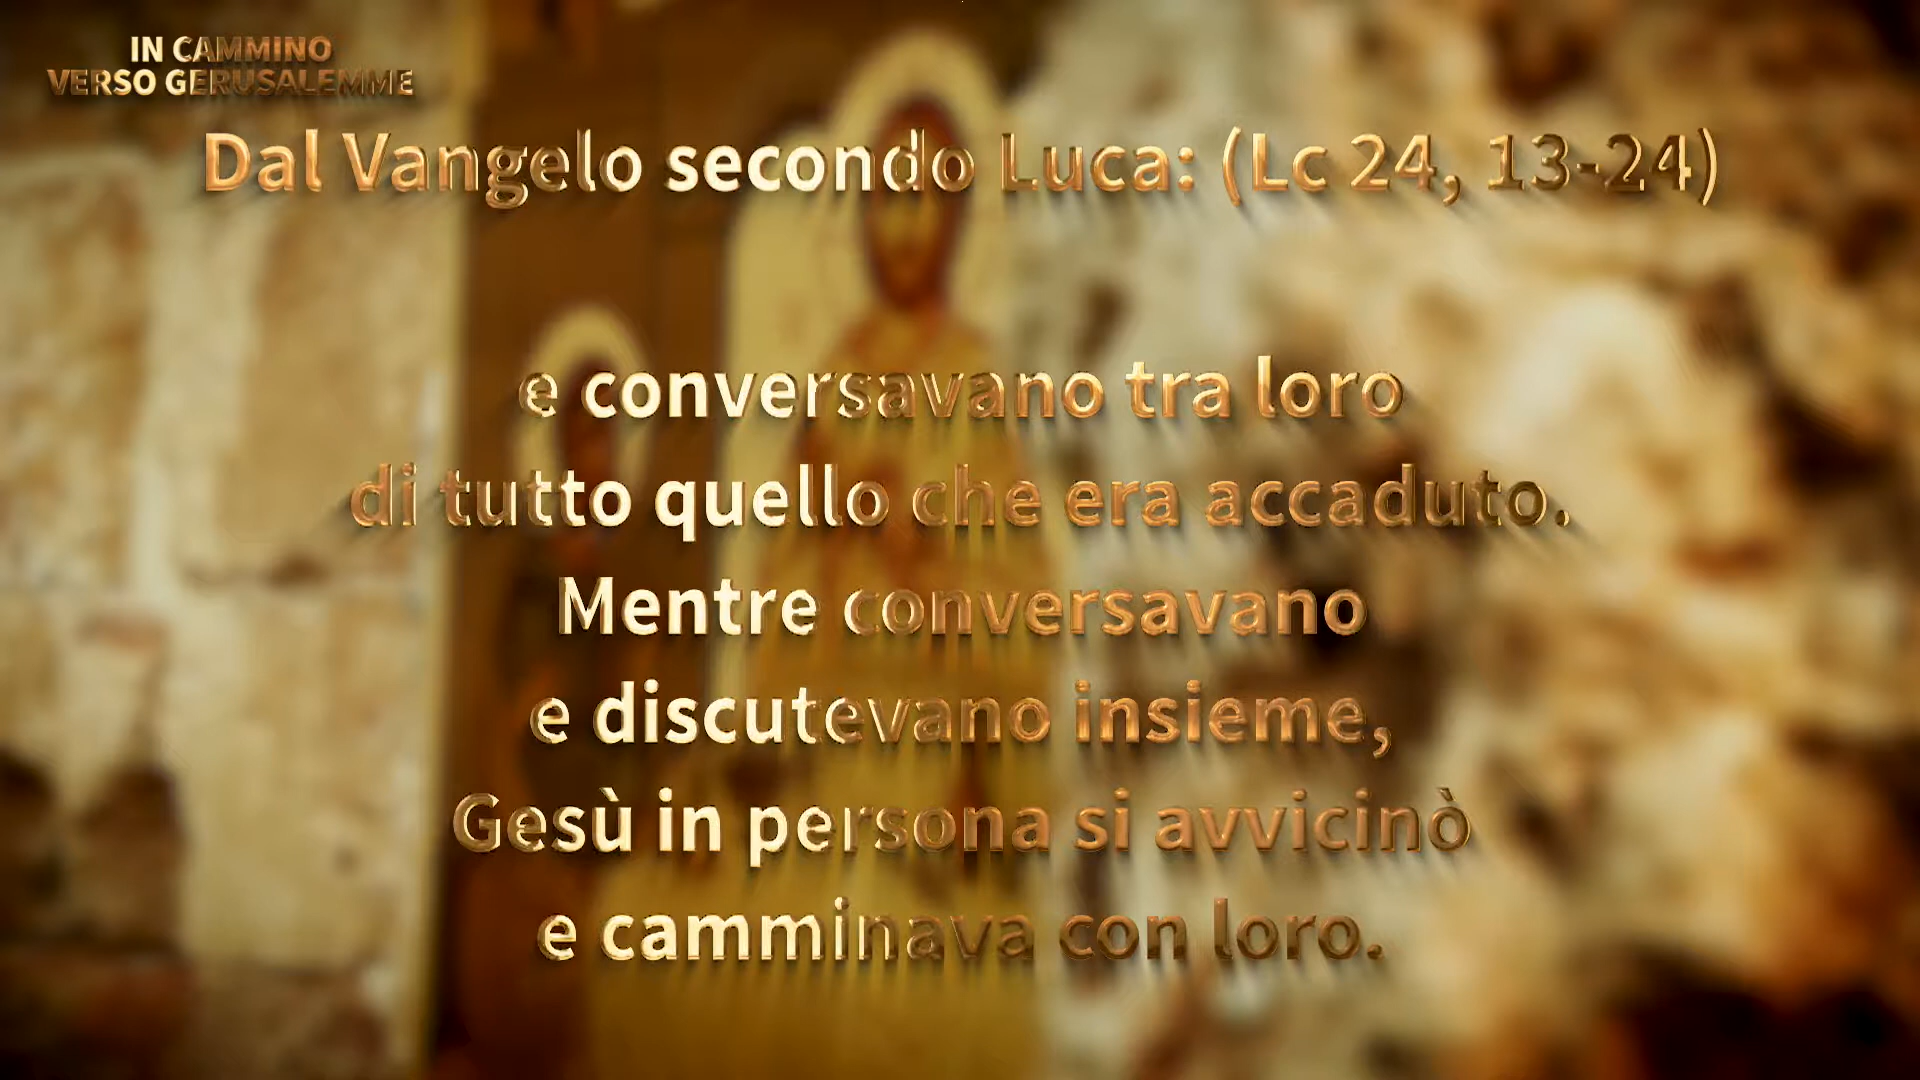 IN CAMMINO
VERSO GERUSALEMME
Dal Vangelo secondo Luca: (Lc 24, 13-24)
e conversavano tra loro
di tutto quello che era accaduto.
Mentre conversavano
e discutevano insieme,
Gesù in persona si avvicinò
e camminava con loro.